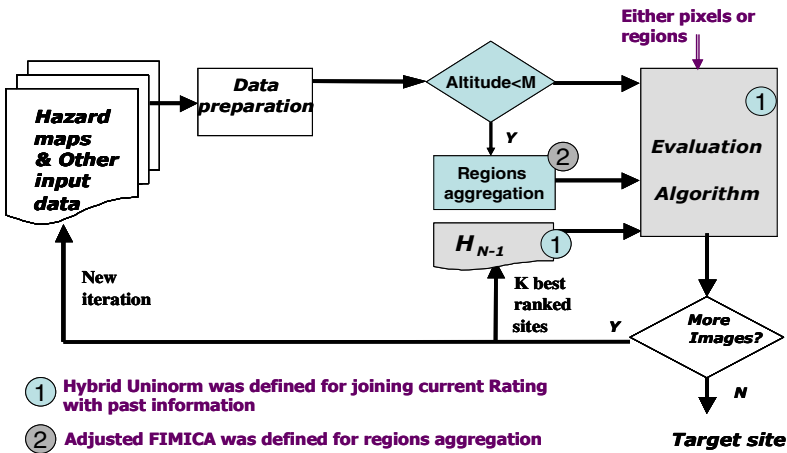 Either pixels or
regions
Hazard
maps
& Other
input
data
Data
preparation
Altitude<M
Y
1
Evaluation
Algorithm
2
Regions
aggregation
H N-1
1
New
iteration
K best
ranked
sites
Y
More
Images?
N
Target site
1 Hybrid Uninorm was defined for joining current Rating
with past information
2 Adjusted FIMICA was defined for regions aggregation